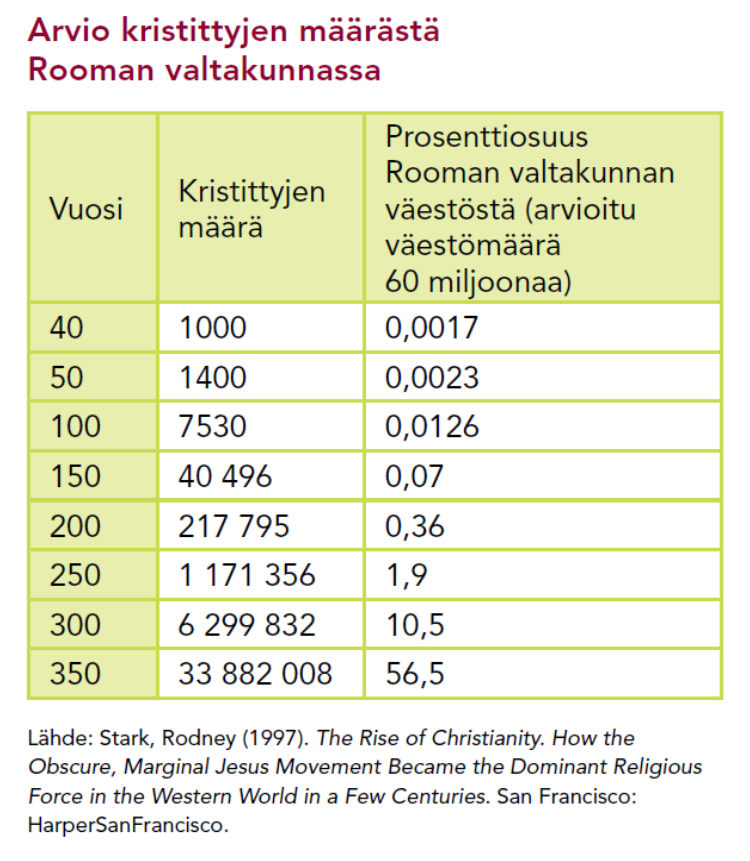 Arvio kristittyjen määrästä
Rooman valtakunnassa
Vuosi
Kristittyjen
määrä
Prosenttiosuus
Rooman valtakunnan
väestöstä (arvioitu
väestömäärä
60 miljoonaa)
40 1000 0,0017
50 1400 0,0023
100 7530 0,0126
150 40 496 0,07
200 217 795 0,36
250 1 171 356 1,9
300 6 299 832 10,5
350 33 882 008 56,5
Lähde: Stark, Rodney (1997). The Rise of Christianity. How the
Obscure, Marginal Jesus Movement Became the Dominant Religious
Force in the Western World in a Few Centuries. San Francisco:
HarperSanFrancisco.